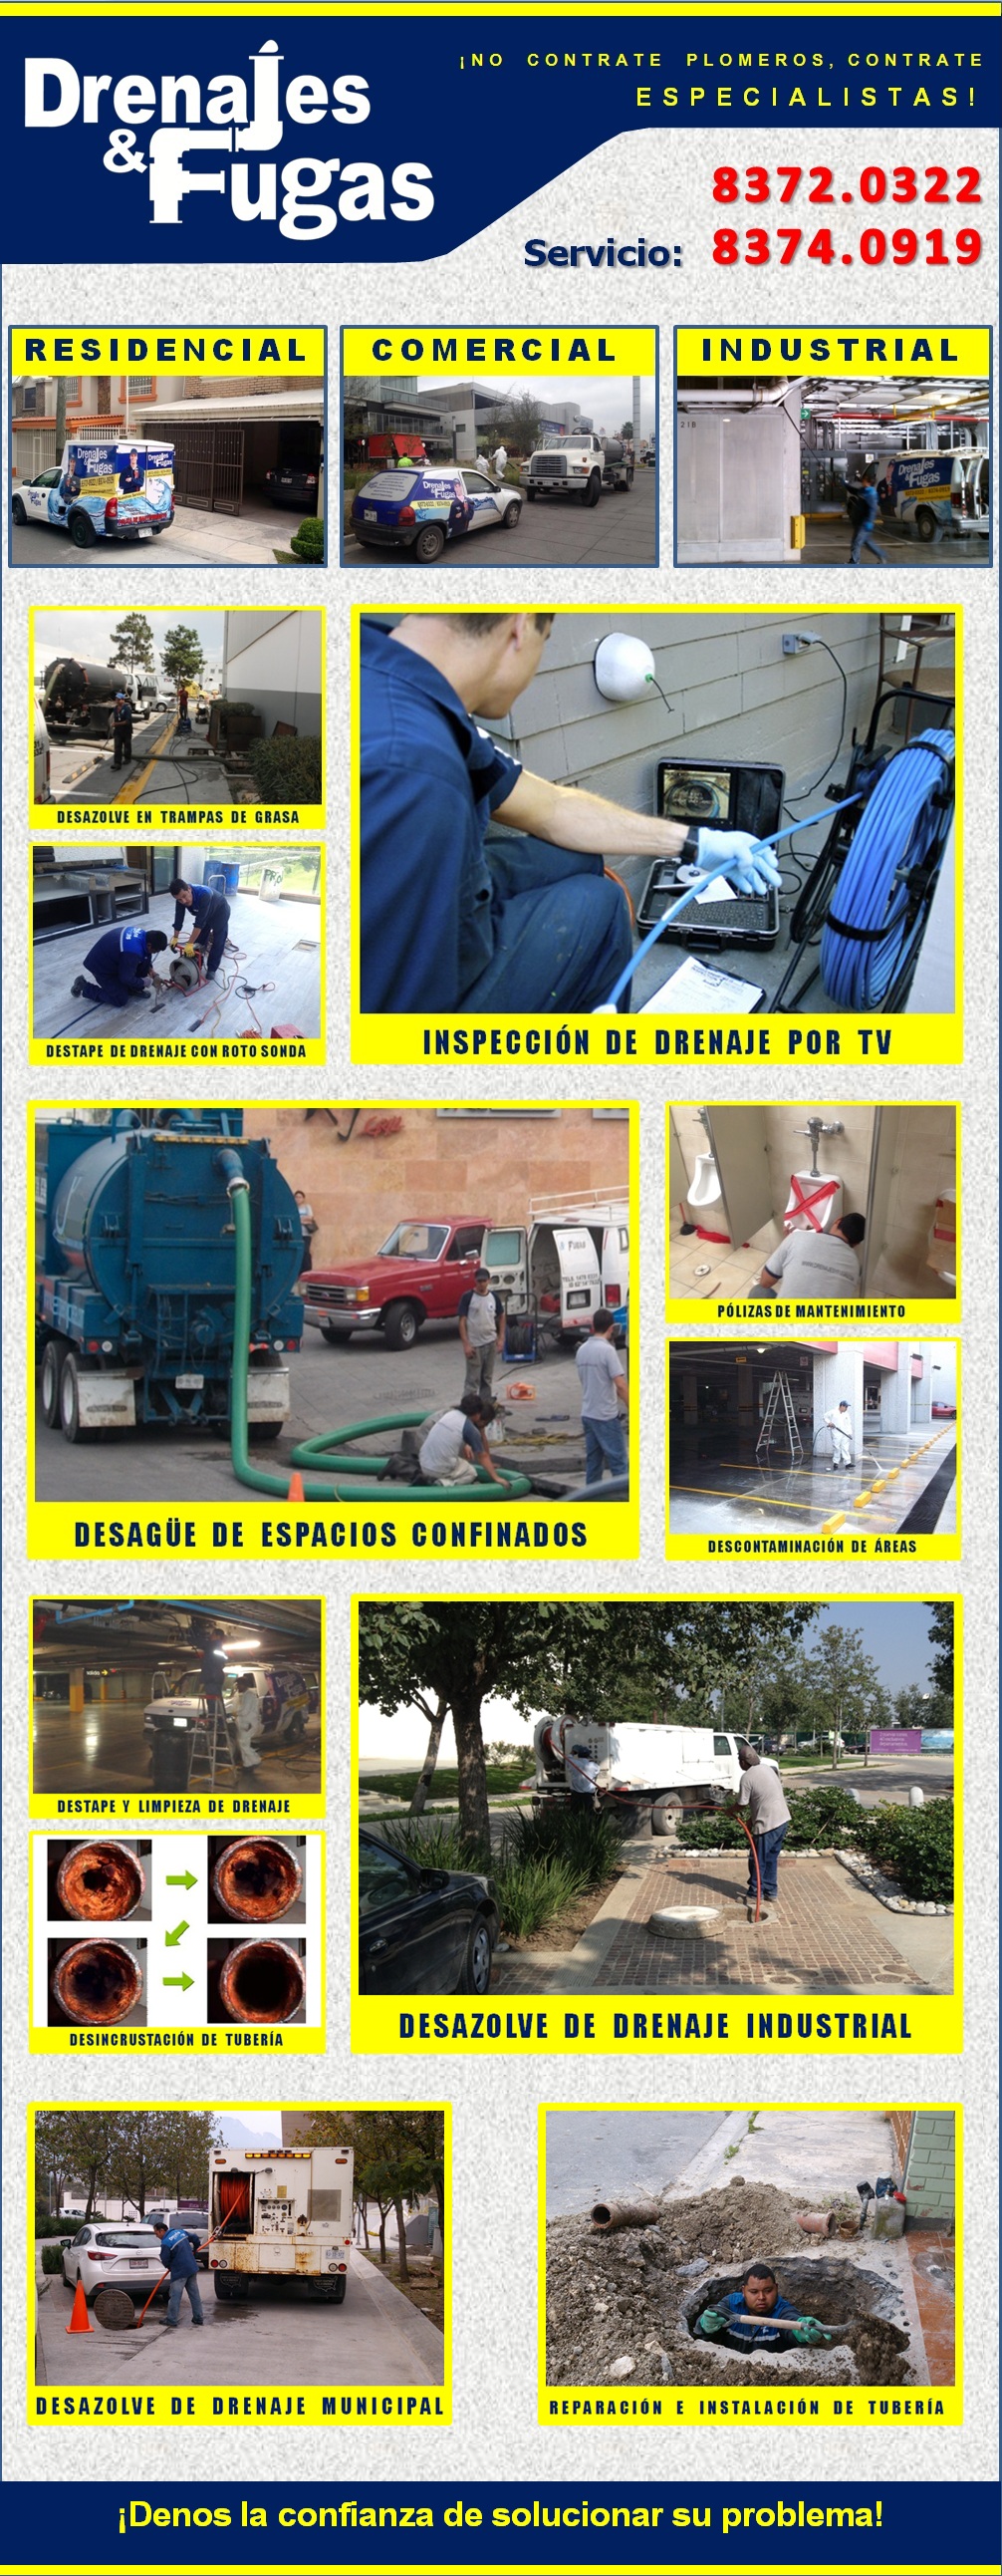 Drenajes
& Fugas
¡NO CONTRATE PLOMEROS, CONTRATE
ESPECIALISTAS!
8372.0322
Servicio: 8374.0919
RESIDENCIAL
COMERCIAL
INDUSTRIAL
DESAZOLVE EN TRAMPAS DE GRASA
DESTAPE DE DRENAJE CON ROTO SONDA
INSPECCIÓN DE DRENAJE POR TV
DESAGÜE DE ESPACIOS CONFINADOS
PÓLIZAS DE MANTENIMIENTO
DESCONTAMINACIÓN DE ÁREAS
DESTAPE Y LIMPIEZA DE DRENAJE
DESINCRUSTACIÓN DE TUBERÍA
DESAZOLVE DE DRENAJE INDUSTRIAL
DESAZOLVE DE DRENAJE MUNICIPAL
REPARACIÓN E INSTALACIÓN DE TUBERÍA
¡Denos la confianza de solucionar su problema!